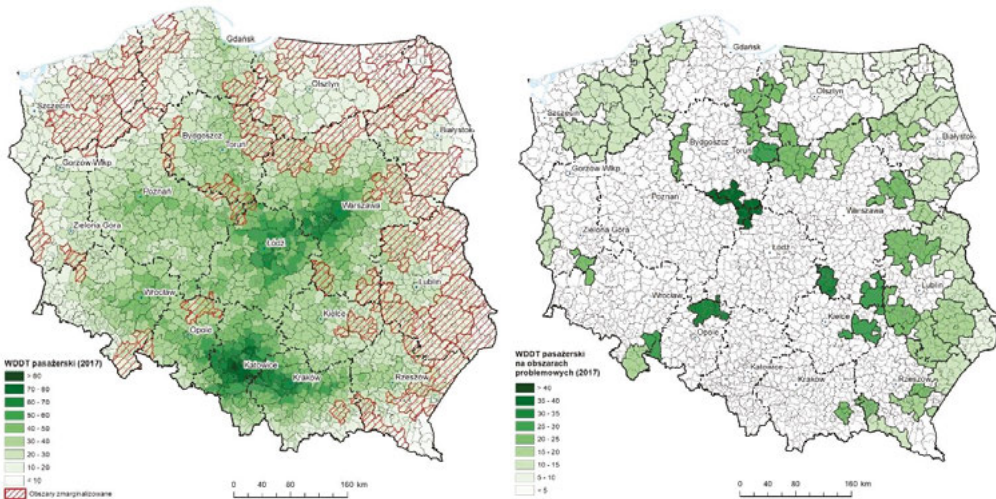 Gdańsk
Olsztyn
Szczecin
Białystok
Bydgoszcz
Toruń
Gorzów Wlkp
Poznań
Warszawa
Zielona Góra
Łódź
Wrocław
Lublin
Opole
Kielce
Katowice
Kraków
Rzeszów
WDDT pasażerski (2017)
> 80
70 - 80
60 - 70
50 - 60
40 - 50
30 - 40
20 - 30
10 - 20
< 10
Obszary zmarginalizowane
0 40 80 160 km
Gdańsk
Olsztyn
Szczecin
Białystok
Bydgoszcz
Toruń
Gorzów Wlkp
Poznań
Warszawa
Zielona Góra
Łódź
Wrocław
Lublin
Opole
Kielce
Katowice
Kraków
Rzeszów
WDDT pasażerski
na obszarach
problemowych (2017)
> 40
35 - 40
30 - 35
25 - 30
20 - 25
15 - 20
10 - 15
5 - 10
< 5
0 40 80 160 km